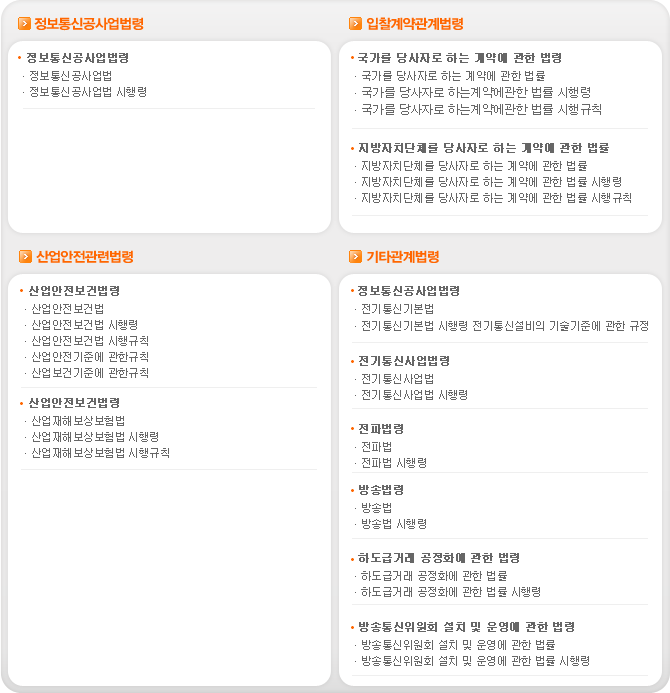 정보통신공사업법령
정보통신공사업법령
· 정보통신공사업법
· 정보통신공사업법 시행령
입찰계약관계법령
국가를 당사자로 하는 계약에 관한 법령
· 국가를 당사자로 하는 계약에 관한 법률
· 국가를 당사자로 하는계약에관한 법률 시행령
· 국가를 당사자로 하는계약에관한 법률 시행규칙
지방자치단체를 당사자로 하는 계약에 관한 법률
· 지방자치단체를 당사자로 하는 계약에 관한 법률
· 지방자치단체를 당사자로 하는 계약에 관한 법률 시행령
· 지방자치단체를 당사자로 하는 계약에 관한 법률 시행규칙
산업안전관련법령
산업안전보건법령
· 산업안전보건법
· 산업안전보건법 시행령
· 산업안전보건법 시행규칙
· 산업안전기준에 관한규칙
· 산업보건기준에 관한규칙
산업안전보건법령
· 산업재해보상보험법
· 산업재해보상보험법 시행령
· 산업재해보상보험법 시행규칙
기타관계법령
정보통신공사업법령
· 전기통신기본법
· 전기통신기본법 시행령 전기통신설비의 기술기준에 관한 규정
전기통신사업법령
· 전기통신사업법
· 전기통신사업법 시행령
전파법령
· 전파법
· 전파법 시행령
방송법령
· 방송법
· 방송법 시행령
하도급거래 공정화에 관한 법령
· 하도급거래 공정화에 관한 법률
· 하도급거래 공정화에 관한 법률 시행령
방송통신위원회 설치 및 운영에 관한 법령
· 방송통신위원회 설치 및 운영에 관한 법률
· 방송통신위원회 설치 및 운영에 관한 법률 시행령